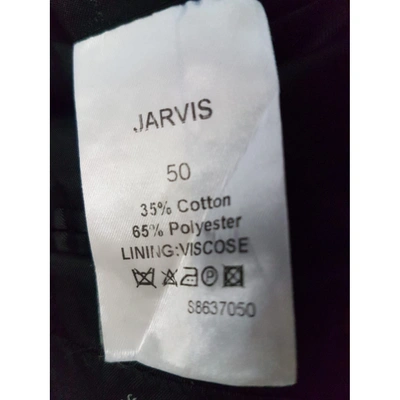 JARVIS
50
35% Cotton
65% Polyester
LINING:VISCOSE
S8637050